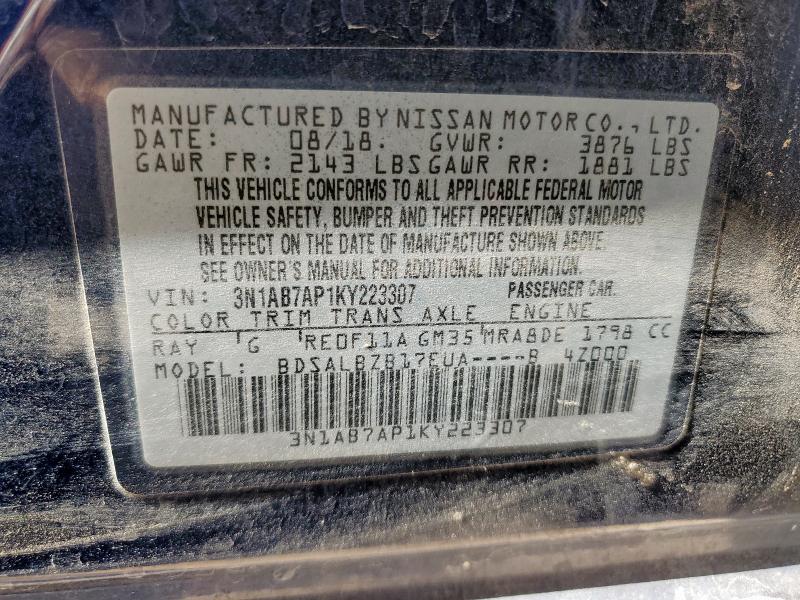 MANUFACTURED BY NISSAN MOTOR CO., LTD.
DATE: 08/18. GVWR: 3876 LBS
GAWR FR: 2143 LBS GAWR RR: 1881 LBS
THIS VEHICLE CONFORMS TO ALL APPLICABLE FEDERAL MOTOR
VEHICLE SAFETY, BUMPER AND THEFT PREVENTION STANDARDS
IN EFFECT ON THE DATE OF MANUFACTURE SHOWN ABOVE.
SEE OWNER'S MANUAL FOR ADDITIONAL INFORMATION.
VIN: 3N1AB7AP1KY223307 PASSENGER CAR.
COLOR TRIM TRANS AXLE ENGINE
RAY G RE0F11A GM35 MRA8DE 1798 CC
MODEL: BDSALBZB17EUA----B 4Z000
3N1AB7AP1KY223307